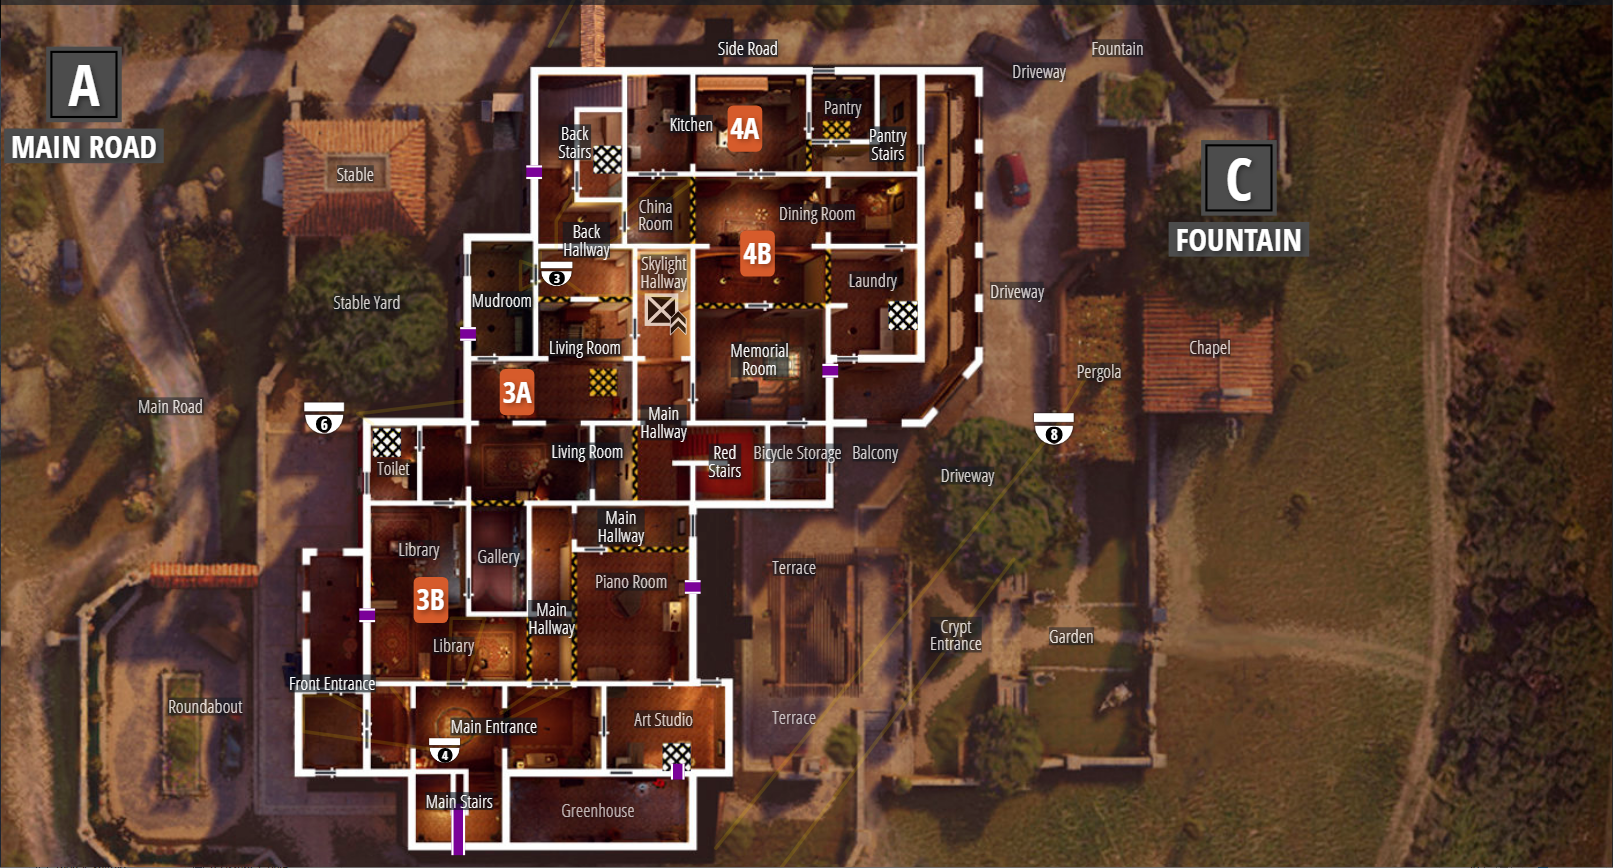 Side Road
Fountain
Driveway
A
MAIN ROAD
Kitchen
4A
Pantry
Back
Stairs
Pantry
Stairs
Stable
C
FOUNTAIN
China
Room
Dining Room
Back
Hallway
4B
Skylight
Hallway
3
Laundry
Mudroom
Stable Yard
Driveway
Living Room
Memorial
Room
Chapel
Pergola
3A
Main Road
6
Main
Hallway
8
Living Room
Red
Stairs
Bicycle Storage
Balcony
Toilet
Driveway
Main
Hallway
Library
Gallery
Terrace
Piano Room
3B
Main
Hallway
Crypt
Entrance
Garden
Library
Front Entrance
Roundabout
Main Entrance
Art Studio
Terrace
4
Main Stairs
Greenhouse